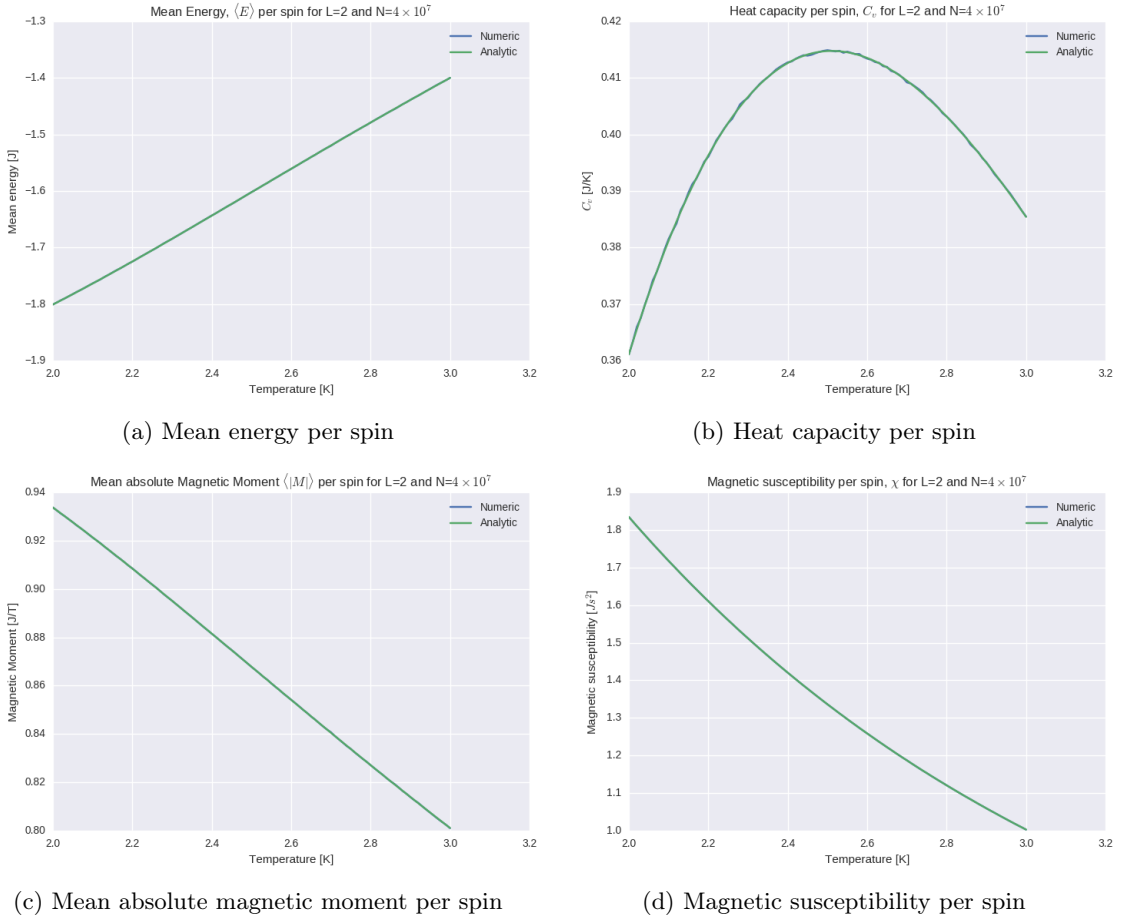 Mean Energy, ⟨E⟩ per spin for L=2 and N=4 × 10^7
−1.3
−1.4
−1.5
−1.6
−1.7
−1.8
−1.9
Mean energy [J]
Numeric
Analytic
2.0 2.2 2.4 2.6 2.8 3.0 3.2
Temperature [K]
(a) Mean energy per spin
Heat capacity per spin, C_v for L=2 and N=4 × 10^7
0.42
0.41
0.40
0.39
0.38
0.37
0.36
C_v [J/K]
Numeric
Analytic
2.0 2.2 2.4 2.6 2.8 3.0 3.2
Temperature [K]
(b) Heat capacity per spin
Mean absolute Magnetic Moment ⟨|M|⟩ per spin for L=2 and N=4 × 10^7
0.94
0.92
0.90
0.88
0.86
0.84
0.82
0.80
Magnetic Moment [J/T]
Numeric
Analytic
2.0 2.2 2.4 2.6 2.8 3.0 3.2
Temperature [K]
(c) Mean absolute magnetic moment per spin
Magnetic susceptibility per spin, χ for L=2 and N=4 × 10^7
1.9
1.8
1.7
1.6
1.5
1.4
1.3
1.2
1.1
1.0
Magnetic susceptibility [Js^2]
Numeric
Analytic
2.0 2.2 2.4 2.6 2.8 3.0 3.2
Temperature [K]
(d) Magnetic susceptibility per spin